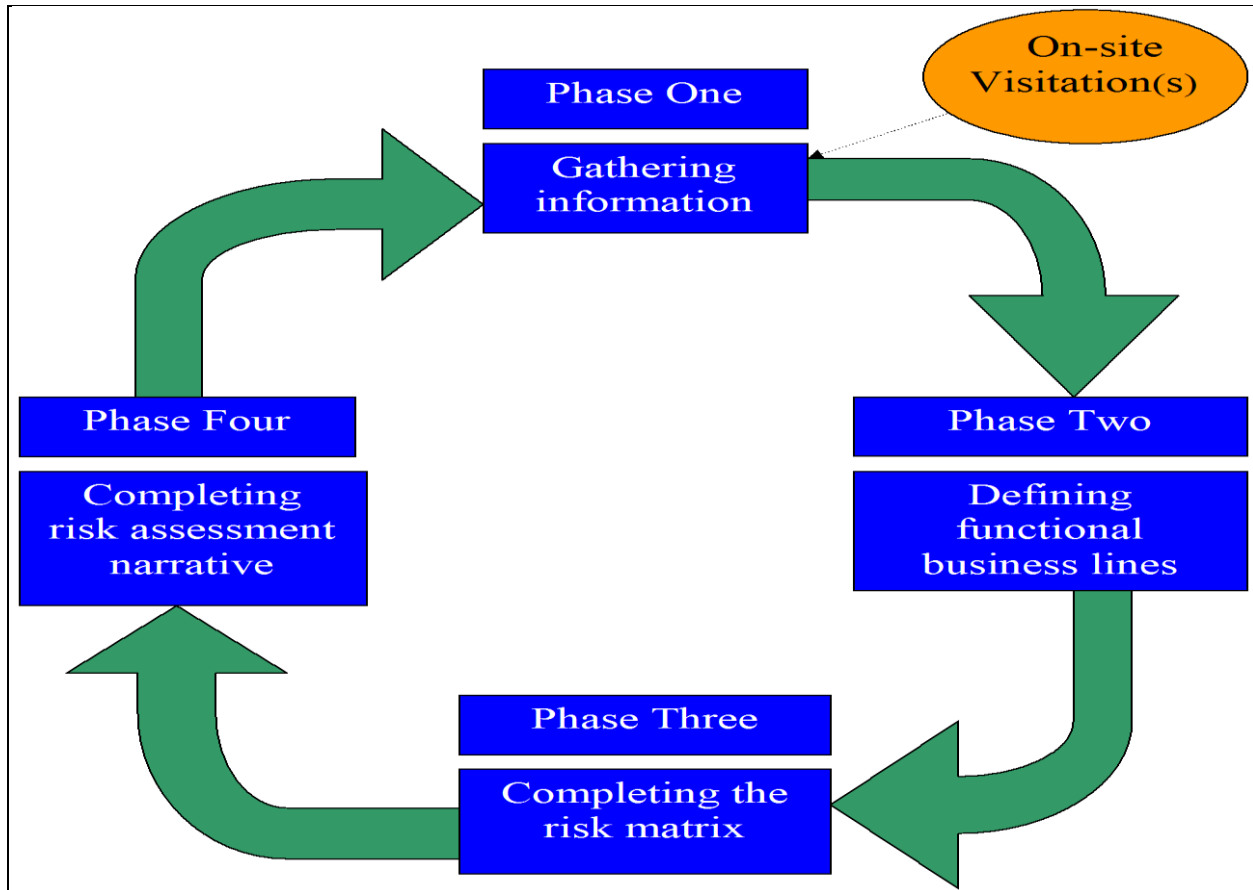 On-site
Visitation(s)
Phase One
Gathering
information
Phase Two
Defining
functional
business lines
Phase Three
Completing the
risk matrix
Phase Four
Completing
risk assessment
narrative